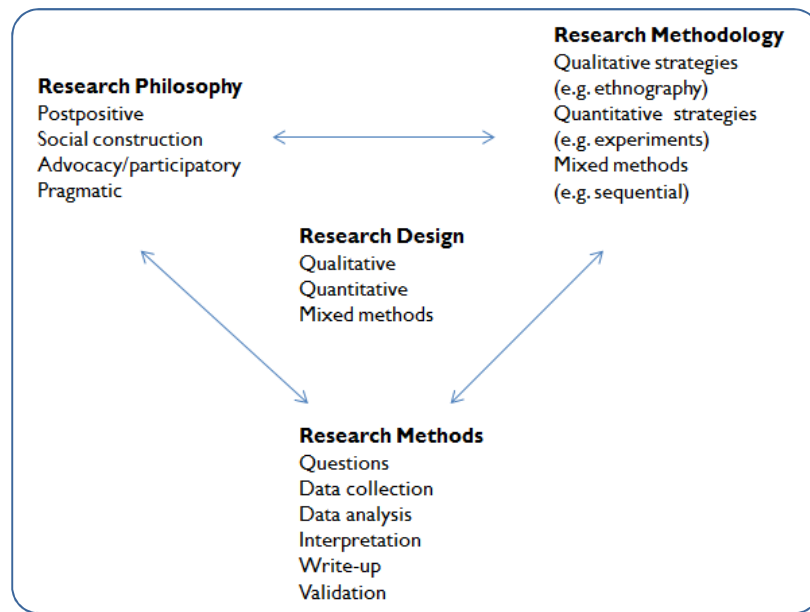 Research Philosophy
Postpositive
Social construction
Advocacy/participatory
Pragmatic
Research Methodology
Qualitative strategies
(e.g. ethnography)
Quantitative strategies
(e.g. experiments)
Mixed methods
(e.g. sequential)
Research Design
Qualitative
Quantitative
Mixed methods
Research Methods
Questions
Data collection
Data analysis
Interpretation
Write-up
Validation